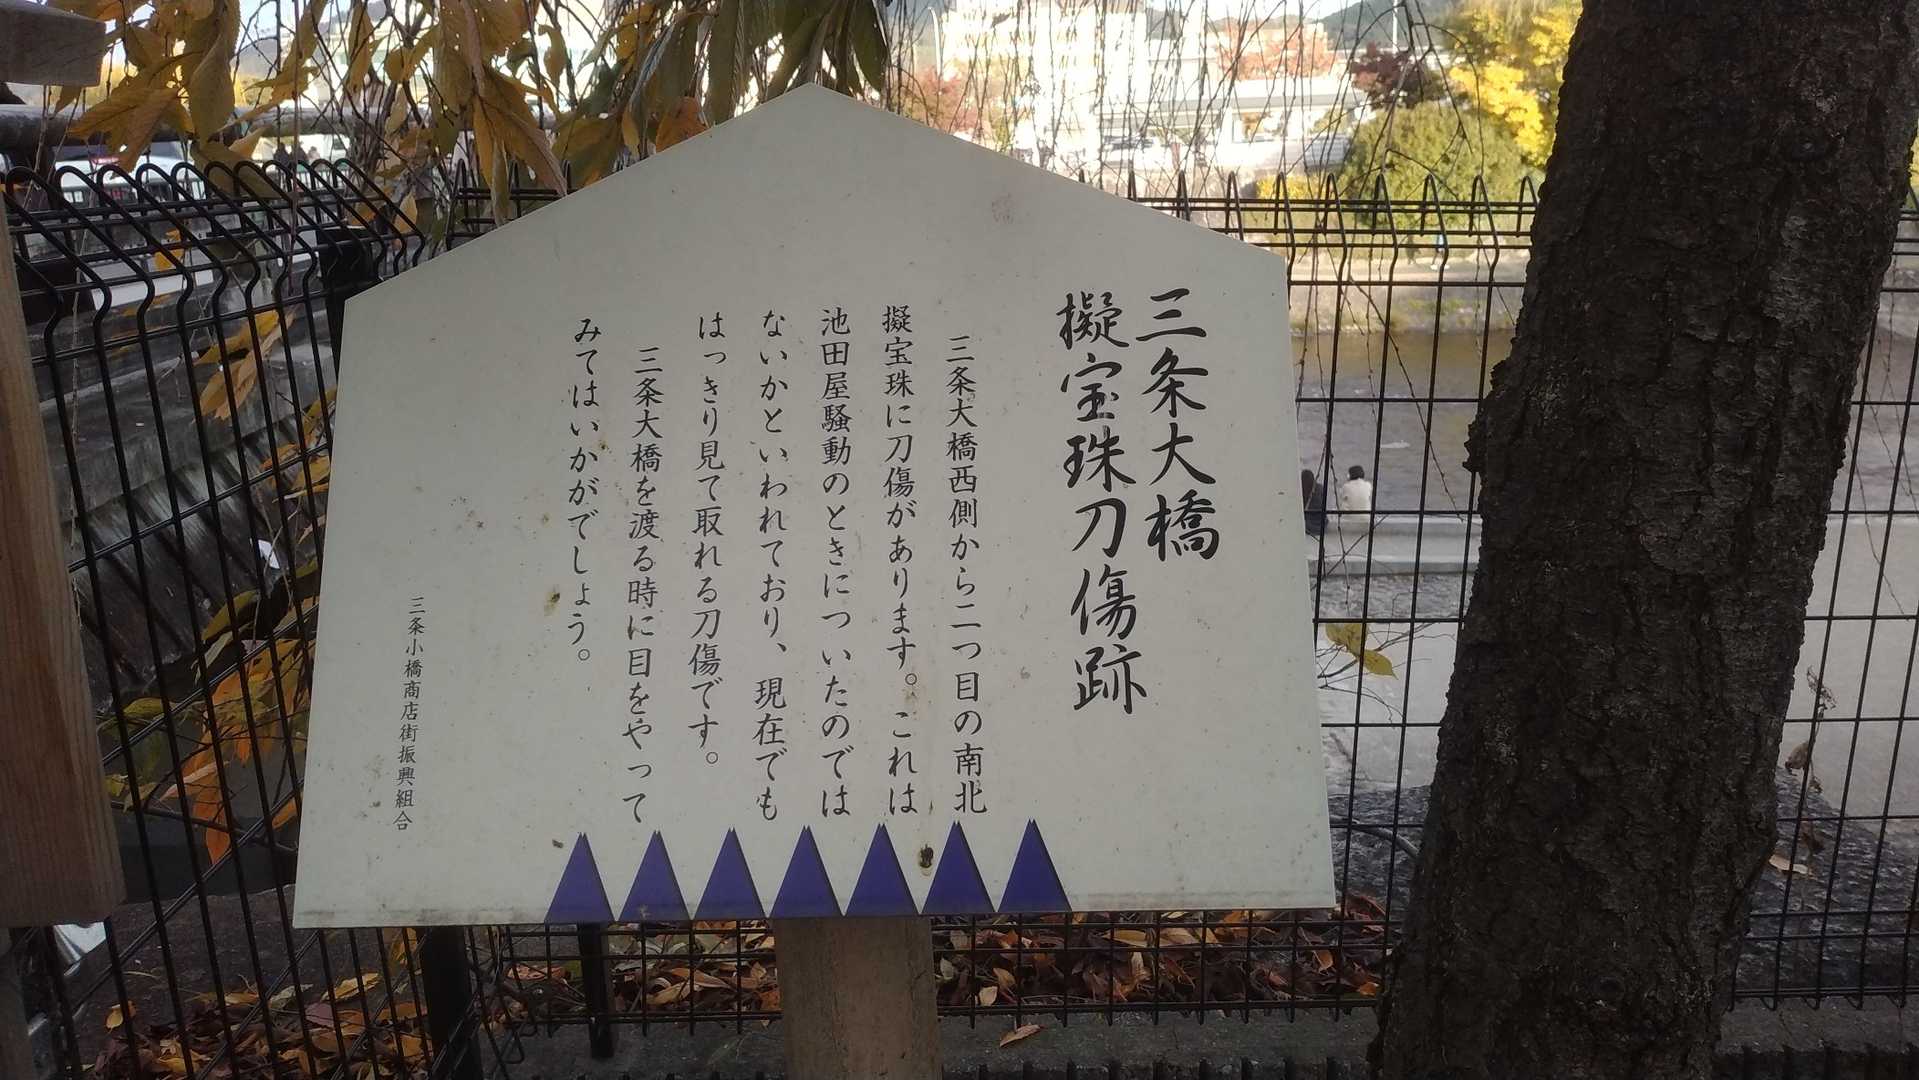 三条大橋
擬宝珠刀傷跡
三条大橋西側から二つ目の南北
擬宝珠に刀傷があります。これは
池田屋騒動のときについたのでは
ないかといわれており、現在でも
はっきり見て取れる刀傷です。
三条大橋を渡る時に目をやって
みてはいかがでしょう。
三条小橋商店街振興組合